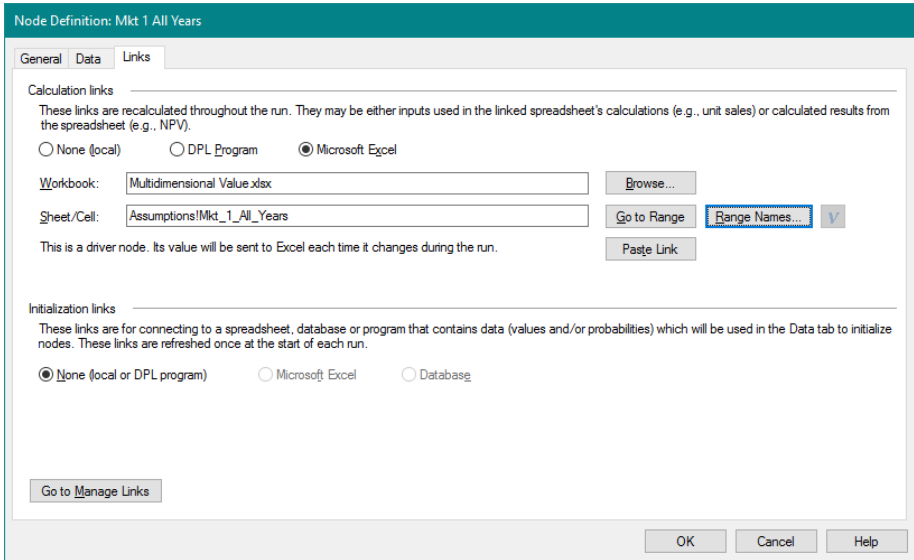 Node Definition: Mkt 1 All Years
General Data Links
Calculation links
These links are recalculated throughout the run. They may be either inputs used in the linked spreadsheet's calculations (e.g., unit sales) or calculated results from
the spreadsheet (e.g., NPV).
None (local) DPL Program Microsoft Excel
Workbook: Multidimensional Value.xlsx Browse...
Sheet/Cell: Assumptions!Mkt_1_All_Years Go to Range Range Names... V
This is a driver node. Its value will be sent to Excel each time it changes during the run. Paste Link
Initialization links
These links are for connecting to a spreadsheet, database or program that contains data (values and/or probabilities) which will be used in the Data tab to initialize
nodes. These links are refreshed once at the start of each run.
None (local or DPL program) Microsoft Excel Database
Go to Manage Links
OK Cancel Help